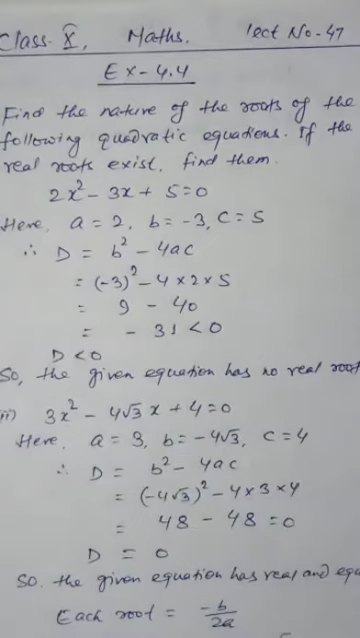 Class- X, Maths. lect No-47
Ex-4.4
Find the nature of the roots of the
following quadratic equations. If the
real roots exist, find them.
2x² - 3x + 5 = 0
Here, a = 2, b = -3, c = 5
∴ D = b² - 4ac
= (-3)² - 4 × 2 × 5
= 9 - 40
= - 31 < 0
D < 0
So, the given equation has no real root
ii) 3x² - 4√3 x + 4 = 0
Here, a = 3, b = -4√3, c = 4
∴ D = b² - 4ac
= (-4√3)² - 4 × 3 × 4
= 48 - 48 = 0
D = 0
So. the given equation has real and equ
Each root = -b/2a